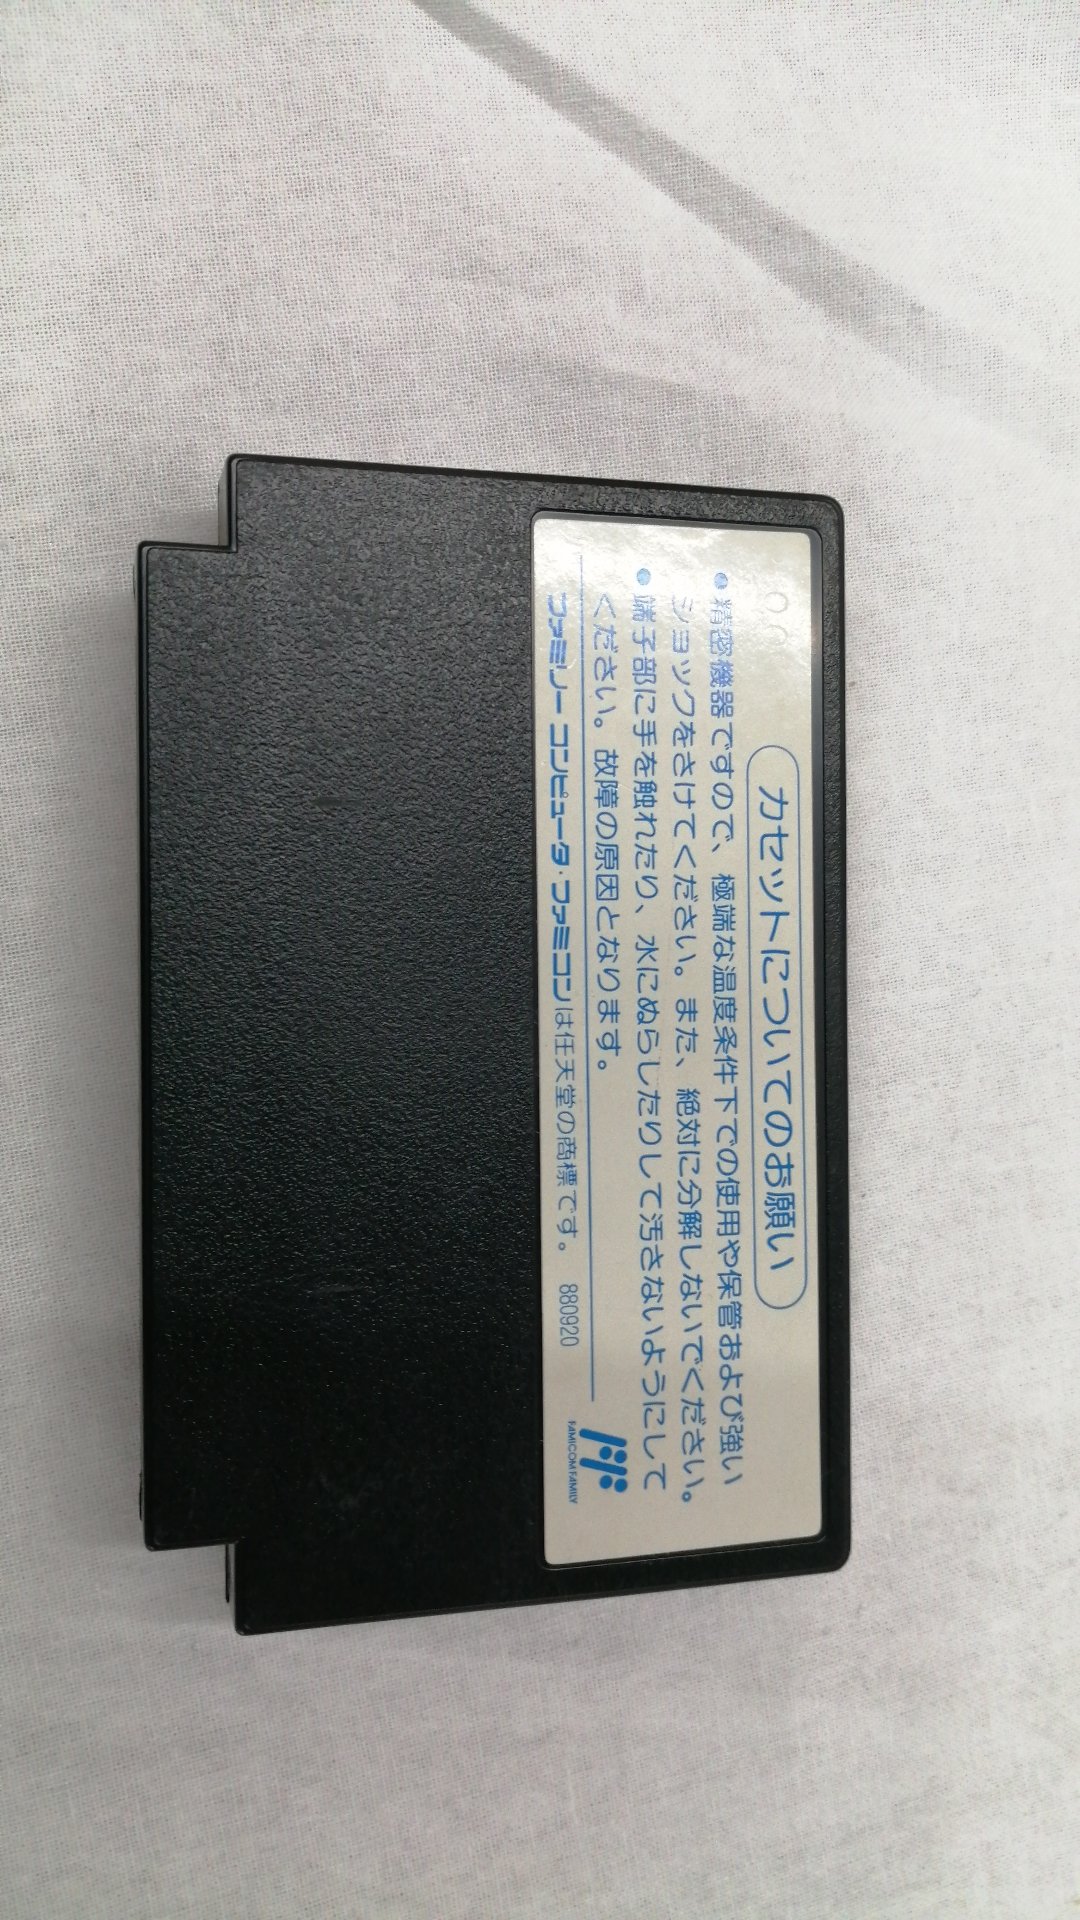 カセットについてのお願い
●精密機器ですので、極端な温度条件下での使用や保管および強い
ショックをさけてください。また、絶対に分解しないでください。
●端子部に手を触れたり、水にぬらしたりして汚さないようにして
ください。故障の原因となります。
ファミリーコンピュータ・ファミコンは任天堂の商標です。 880920
FAMICOM FAMILY